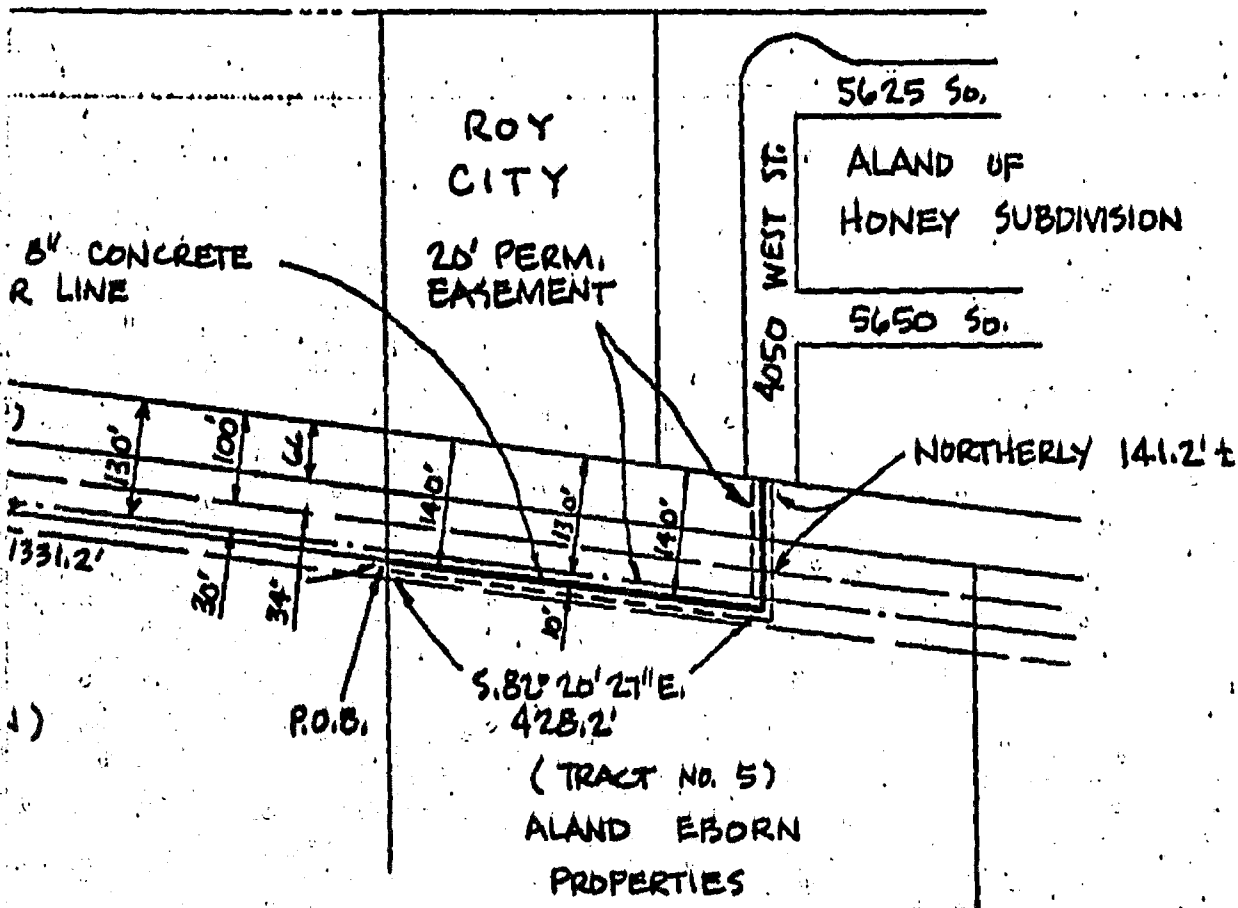 5625 So.
ROY
CITY
4050 WEST ST.
ALAND OF
HONEY SUBDIVISION
8" CONCRETE
R LINE
20' PERM.
EASEMENT
5650 So.
NORTHERLY 141.2'±
130'
100'
66
140'
130'
140'
1331.2'
30'
34"
10'
P.O.B.
S.82°20'27"E.
428.2'
(TRACT NO. 5)
ALAND EBORN
PROPERTIES